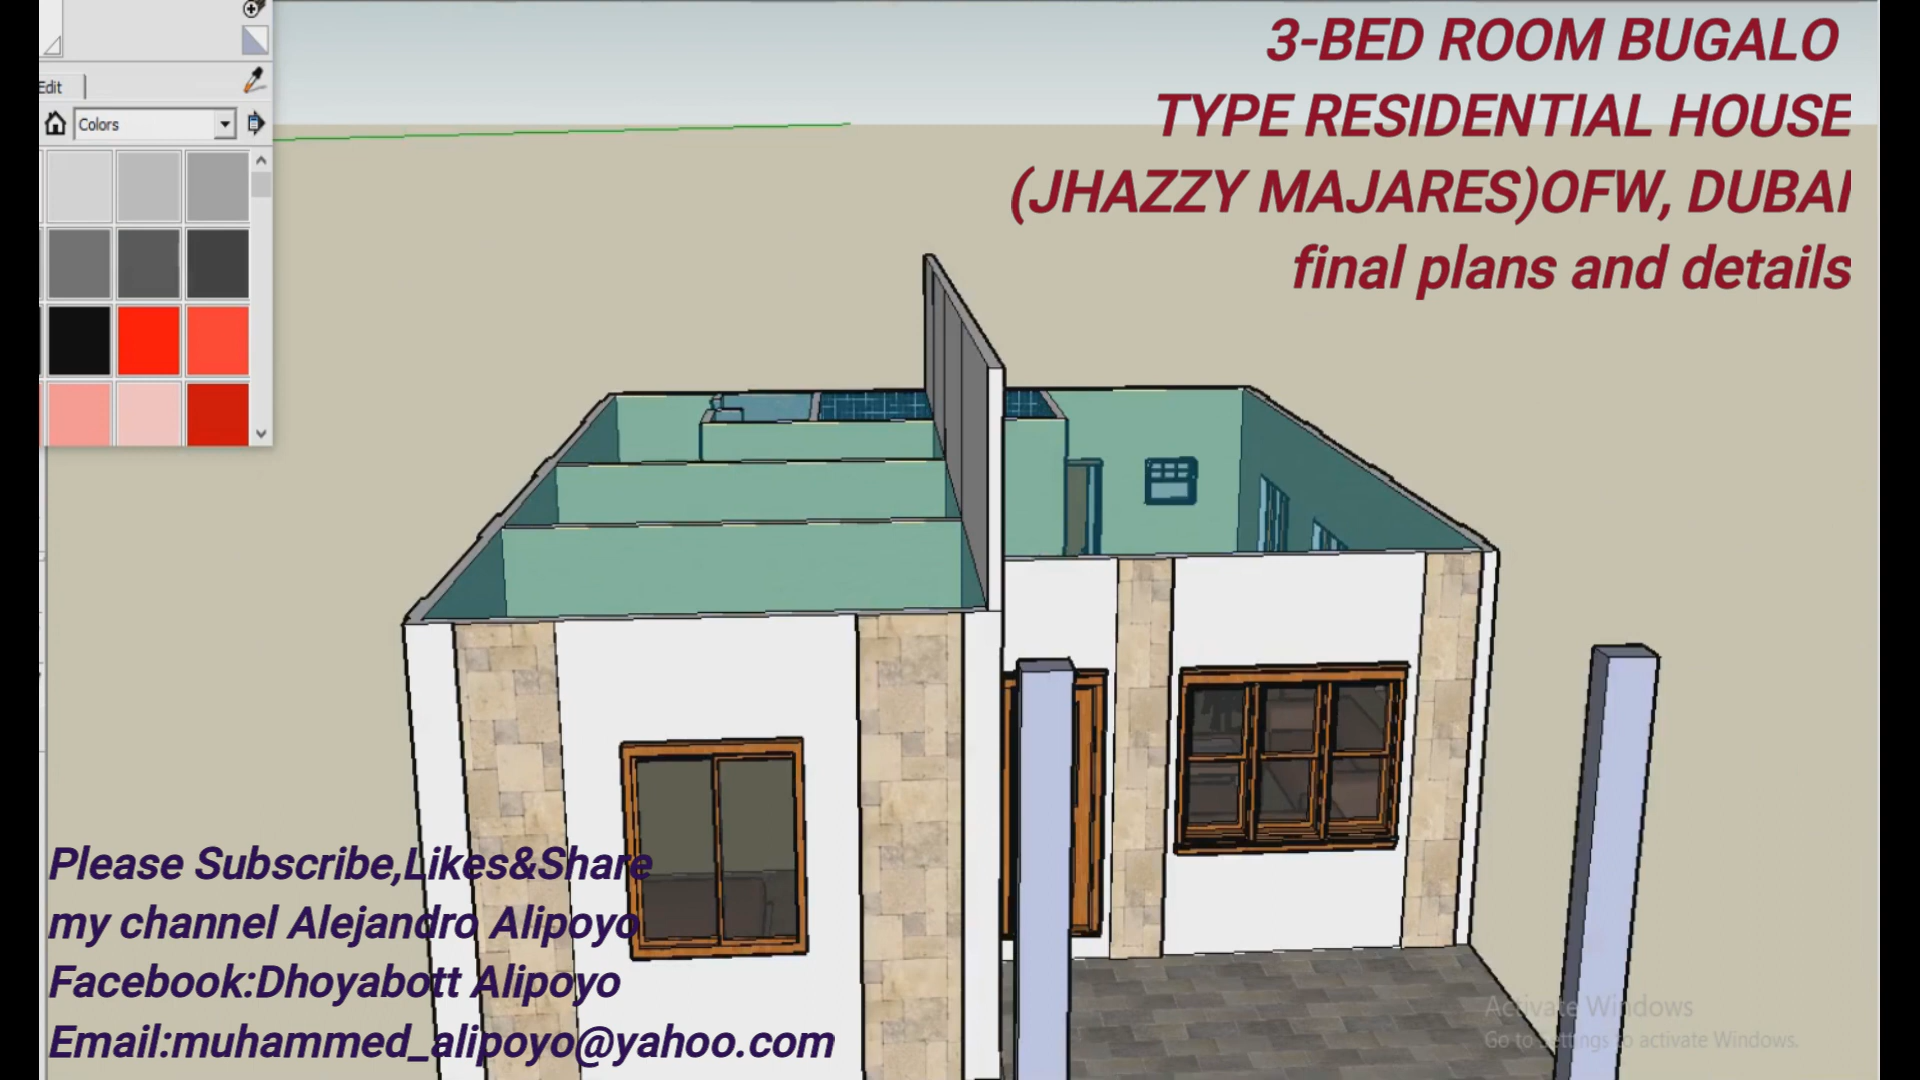 Edit
Colors
3-BED ROOM BUGALO
TYPE RESIDENTIAL HOUSE
(JHAZZY MAJARES)OFW, DUBAI
final plans and details
Please Subscribe,Likes&Share
my channel Alejandro Alipoyo
Facebook:Dhoyabott Alipoyo
Email:muhammed_alipoyo@yahoo.com
Activate Windows
Go to Settings to activate Windows.